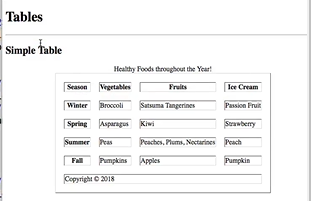 Tables
Simple Table
Healthy Foods throughout the Year!
Season Vegetables Fruits Ice Cream
Winter Broccoli Satsuma Tangerines Passion Fruit
Spring Asparagus Kiwi Strawberry
Summer Peas Peaches, Plums, Nectarines Peach
Fall Pumpkins Apples Pumpkin
Copyright © 2018